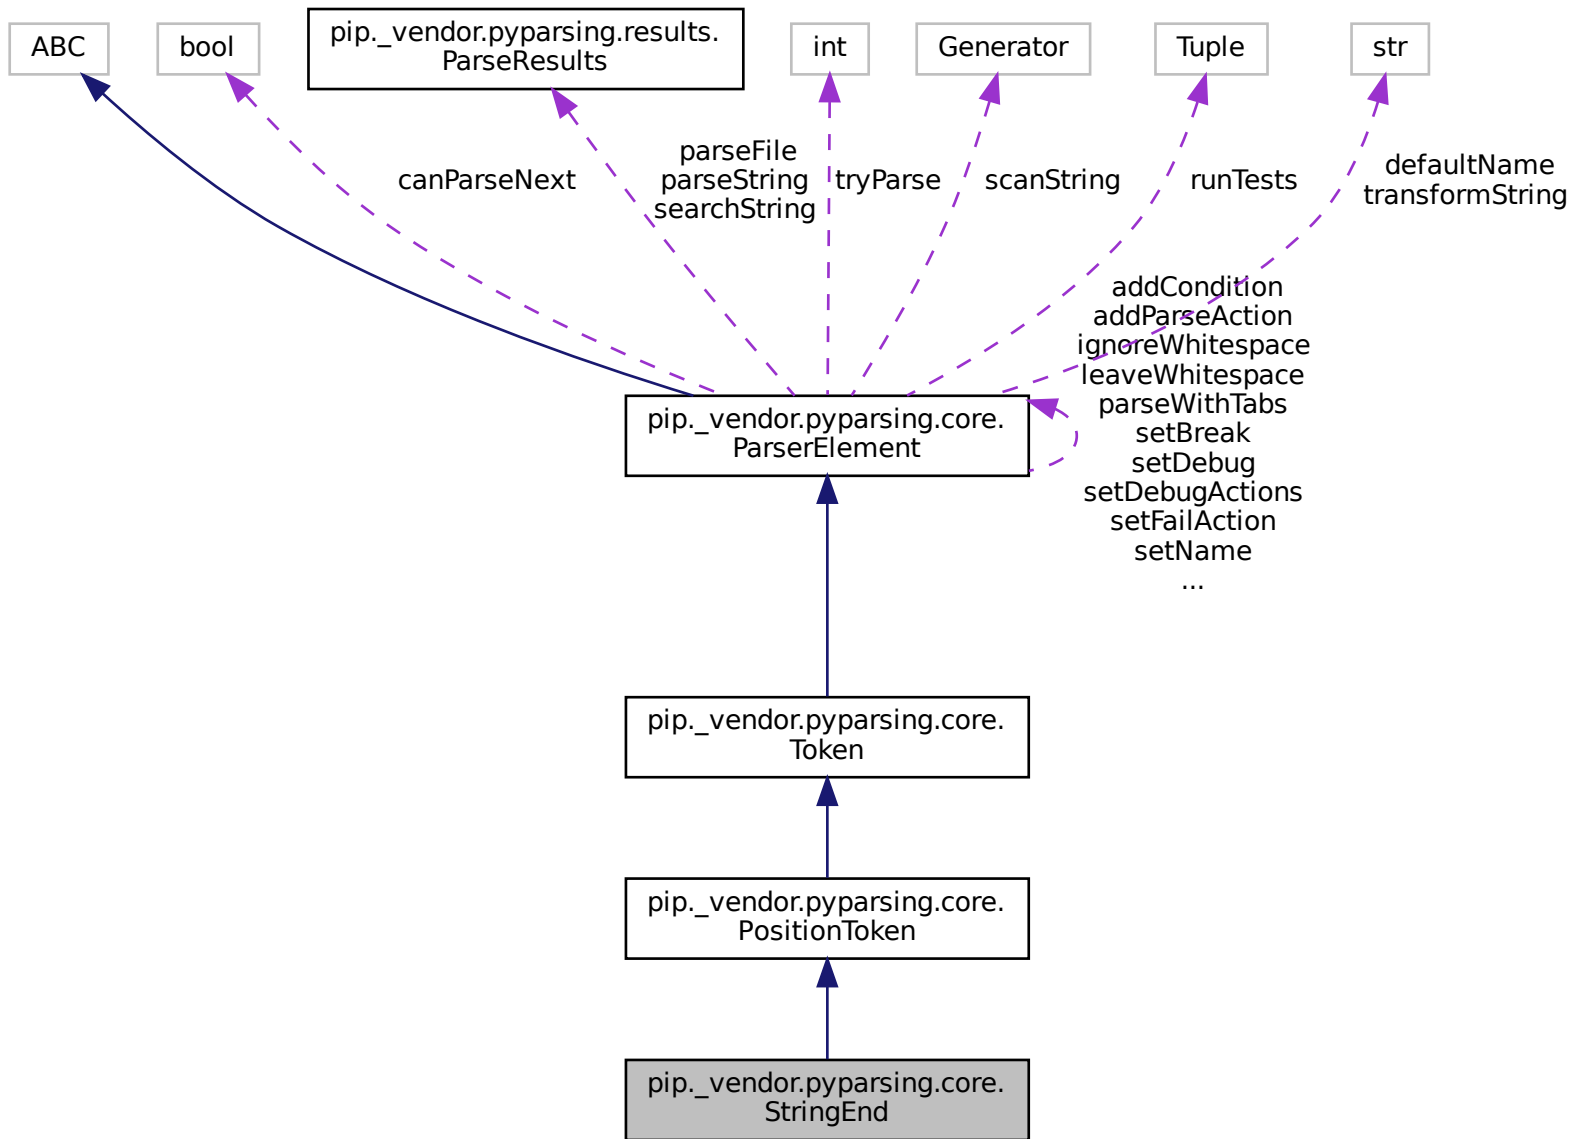 ABC
bool
pip._vendor.pyparsing.results.
ParseResults
int
Generator
Tuple
str
canParseNext
parseFile
parseString
searchString
tryParse
scanString
runTests
defaultName
transformString
addCondition
addParseAction
ignoreWhitespace
leaveWhitespace
parseWithTabs
setBreak
setDebug
setDebugActions
setFailAction
setName
...
pip._vendor.pyparsing.core.
ParserElement
pip._vendor.pyparsing.core.
Token
pip._vendor.pyparsing.core.
PositionToken
pip._vendor.pyparsing.core.
StringEnd